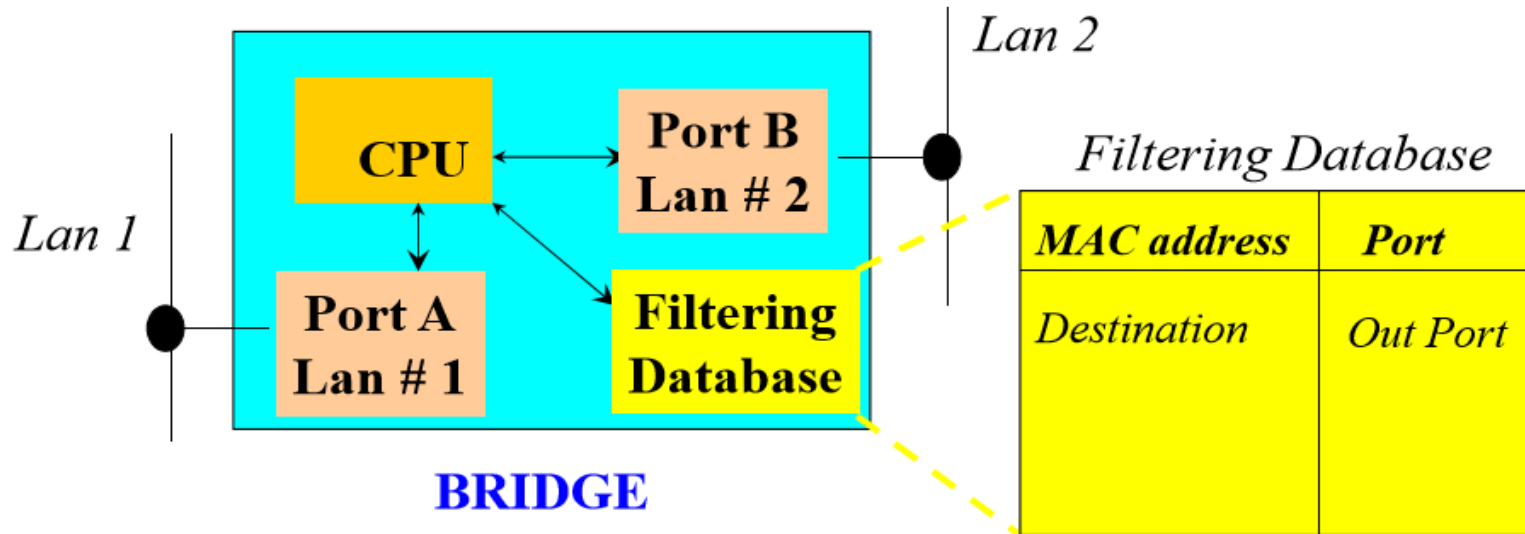 Lan 1
CPU
Port B
Lan # 2
Port A
Lan # 1
Filtering
Database
BRIDGE
Lan 2
Filtering Database
MAC address Port
Destination Out Port